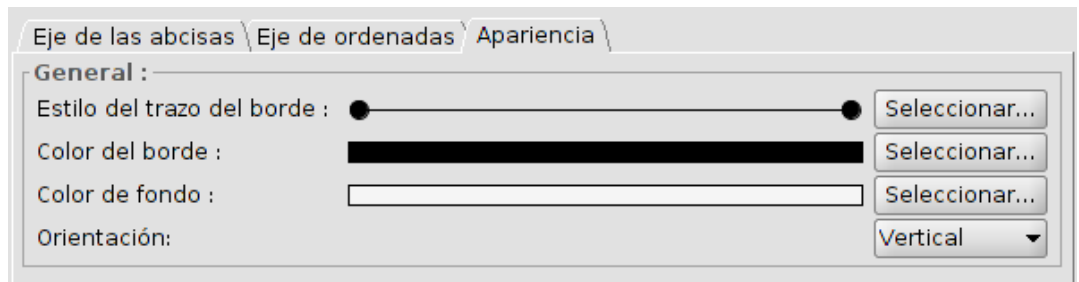 Eje de las abcisas Eje de ordenadas Apariencia
General :
Estilo del trazo del borde : Seleccionar...
Color del borde : Seleccionar...
Color de fondo : Seleccionar...
Orientación: Vertical